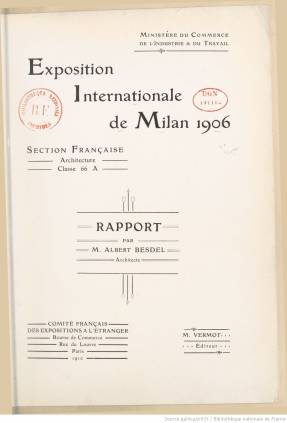 Ministère du Commerce
de l'Industrie & du Travail
Exposition
Internationale
de Milan 1906
R.F.
DON
Section Française
Architecture
Classe 66 A
RAPPORT
PAR
M. Albert BESDEL
Architecte
COMITÉ FRANÇAIS
DES EXPOSITIONS A L'ÉTRANGER
Bourse de Commerce
Rue du Louvre
Paris
M. VERMOT
Éditeur
Source gallica.bnf.fr / Bibliothèque nationale de France